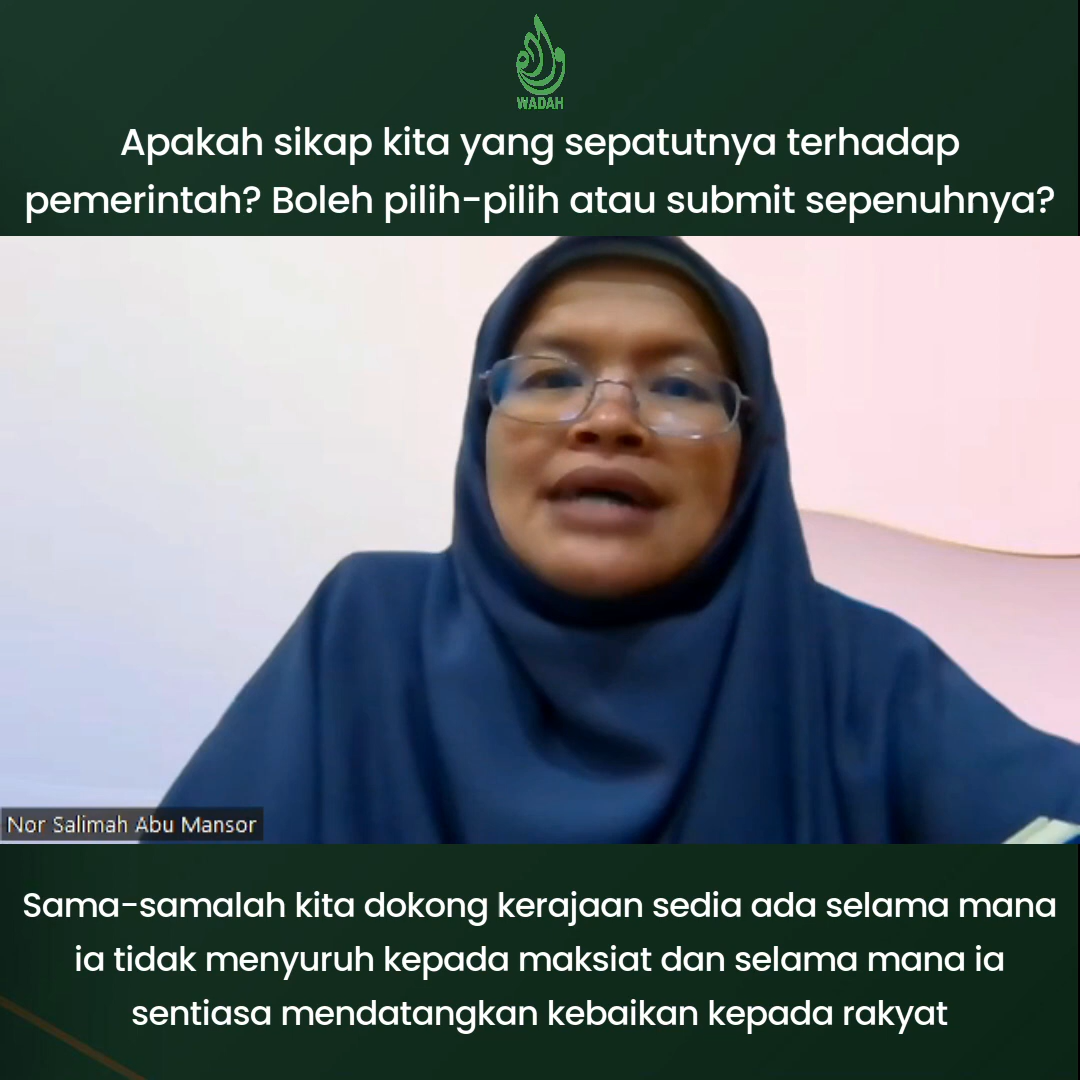 WADAH
Apakah sikap kita yang sepatutnya terhadap
pemerintah? Boleh pilih-pilih atau submit sepenuhnya?
Nor Salimah Abu Mansor
Sama-samalah kita dokong kerajaan sedia ada selama mana
ia tidak menyuruh kepada maksiat dan selama mana ia
sentiasa mendatangkan kebaikan kepada rakyat